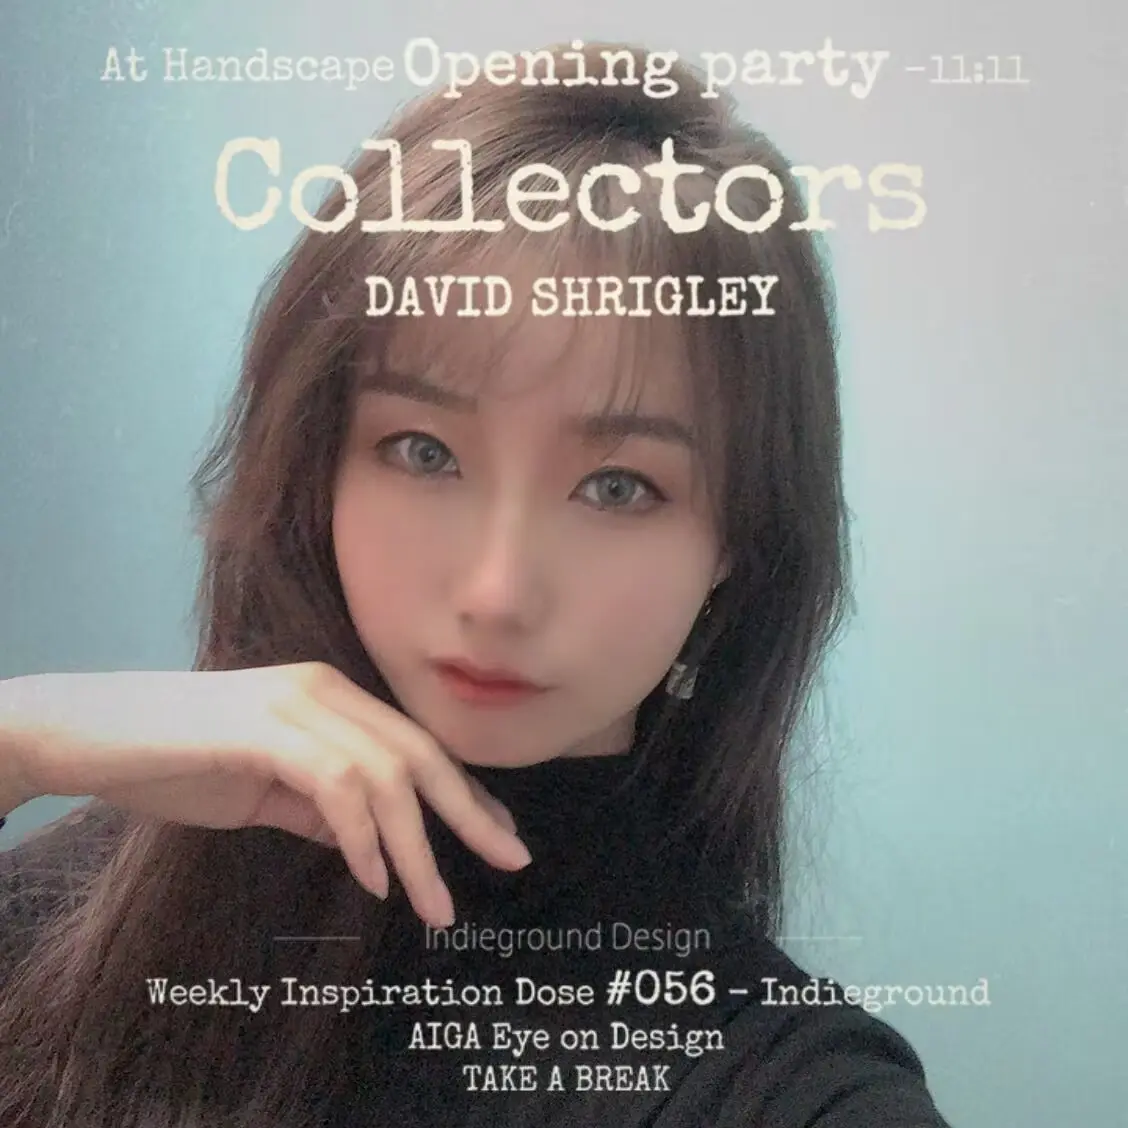 At Handscape Opening party -11:11
Collectors
DAVID SHRIGLEY
Indieground Design
Weekly Inspiration Dose #056 - Indieground
AIGA Eye on Design
TAKE A BREAK